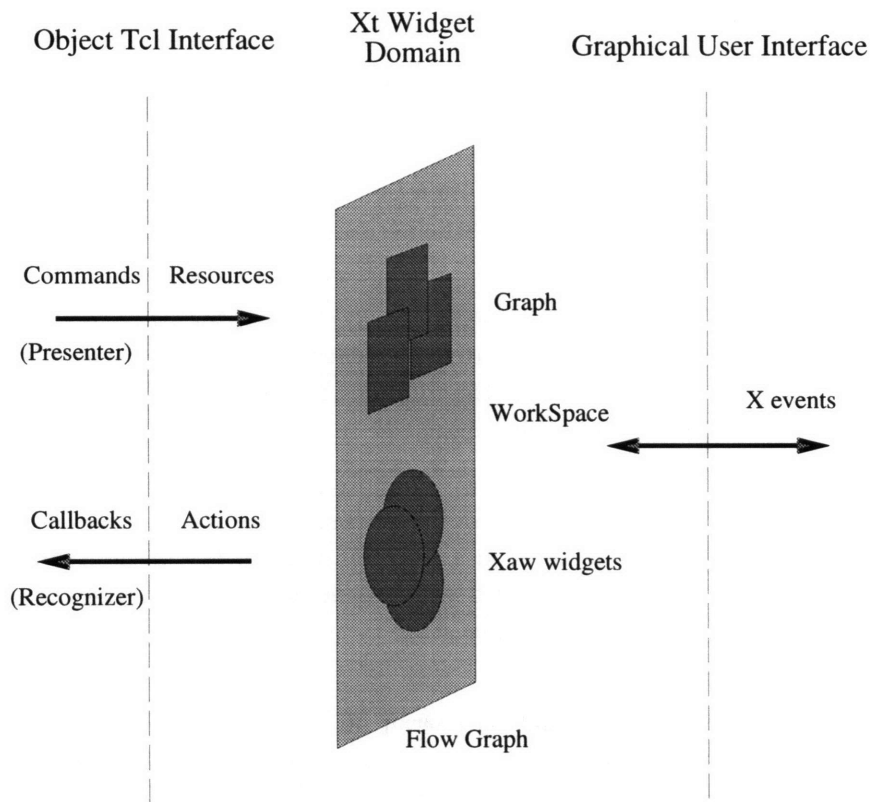 Object Tcl Interface
Xt Widget
Domain
Graphical User Interface
Commands
Resources
(Presenter)
Graph
WorkSpace
X events
Callbacks
Actions
(Recognizer)
Xaw widgets
Flow Graph